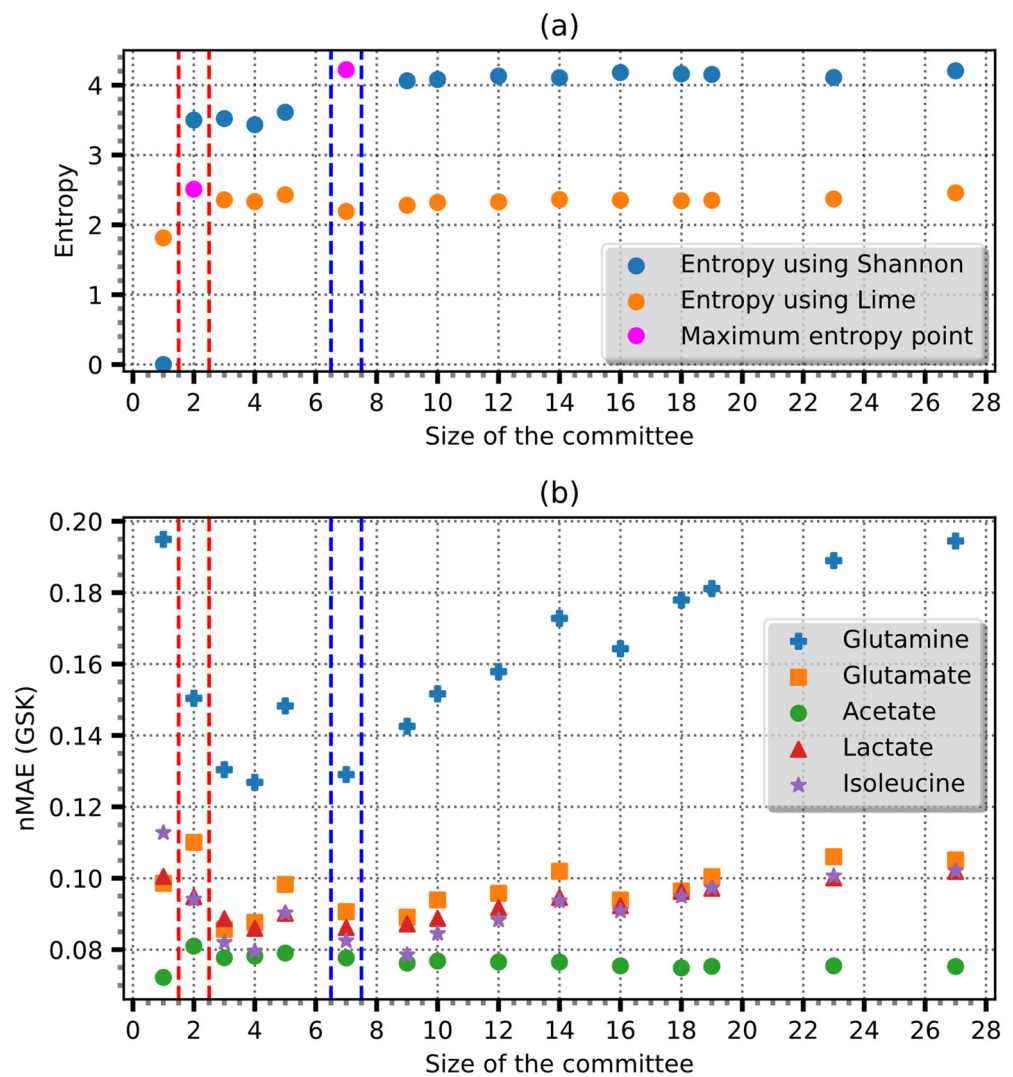 (a)
Entropy
4
3
2
1
0
Entropy using Shannon
Entropy using Lime
Maximum entropy point
0 2 4 6 8 10 12 14 16 18 20 22 24 26 28
Size of the committee
(b)
nMAE (GSK)
0.20
0.18
0.16
0.14
0.12
0.10
0.08
Glutamine
Glutamate
Acetate
Lactate
Isoleucine
0 2 4 6 8 10 12 14 16 18 20 22 24 26 28
Size of the committee